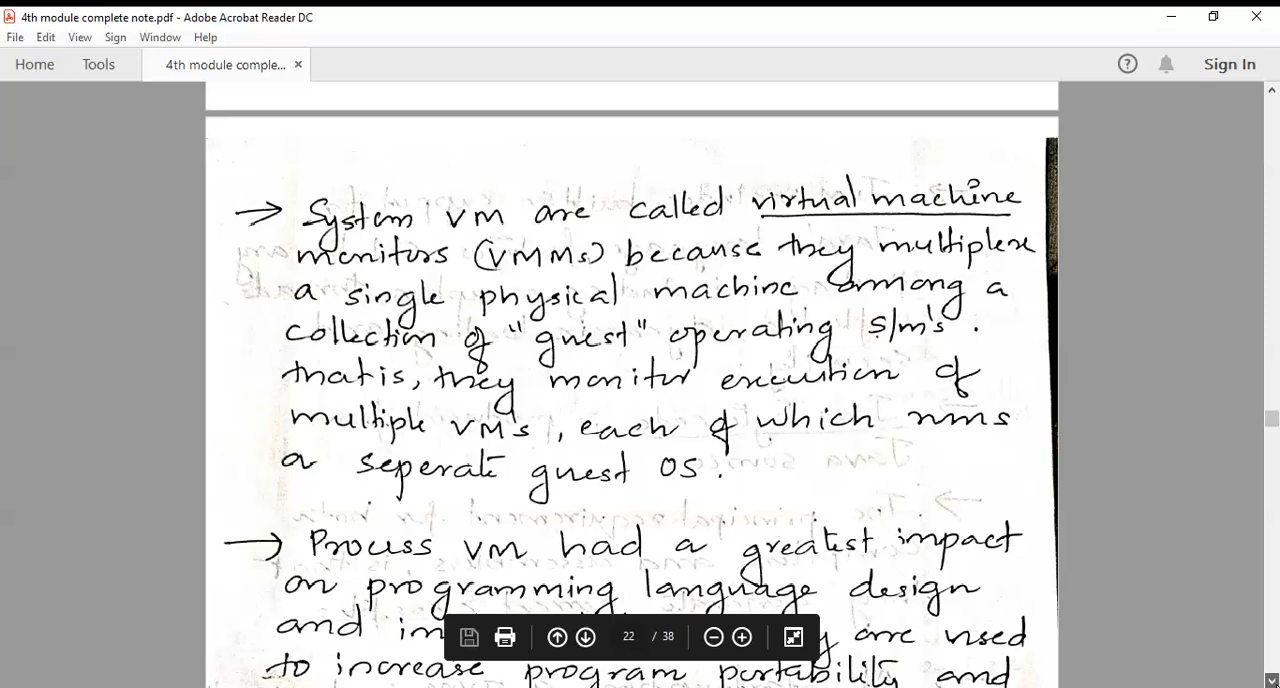 4th module complete note.pdf - Adobe Acrobat Reader DC
File Edit View Sign Window Help
Home Tools 4th module comple... × Sign In
→ System VM are called virtual machine
monitors (VMMs) because they multiplexe
a single physical machine among a
collection of "guest" operating s/m's.
that is, they monitor execution of
multiple VM's, each of which runs
a seperate guest OS.
→ Process VM had a greatest impact
on programming language design
and are used
to increase program portability and
22 / 38